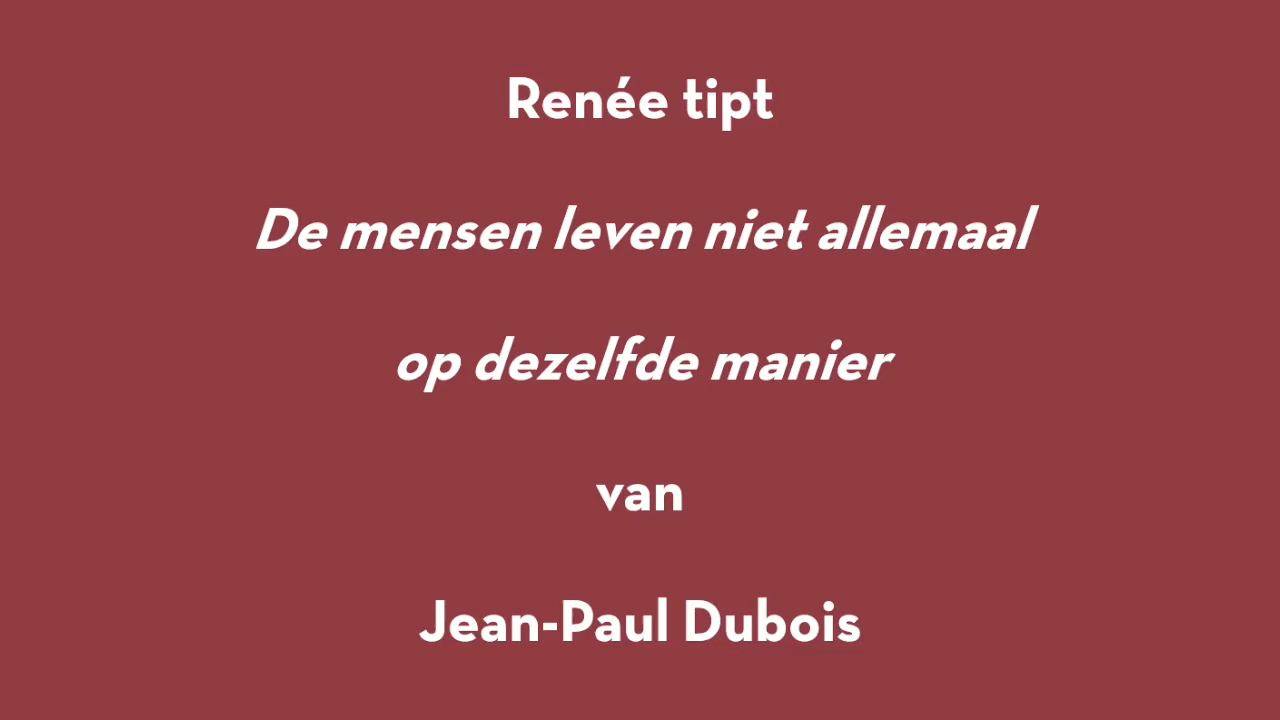 Renée tipt
De mensen leven niet allemaal
op dezelfde manier
van
Jean-Paul Dubois